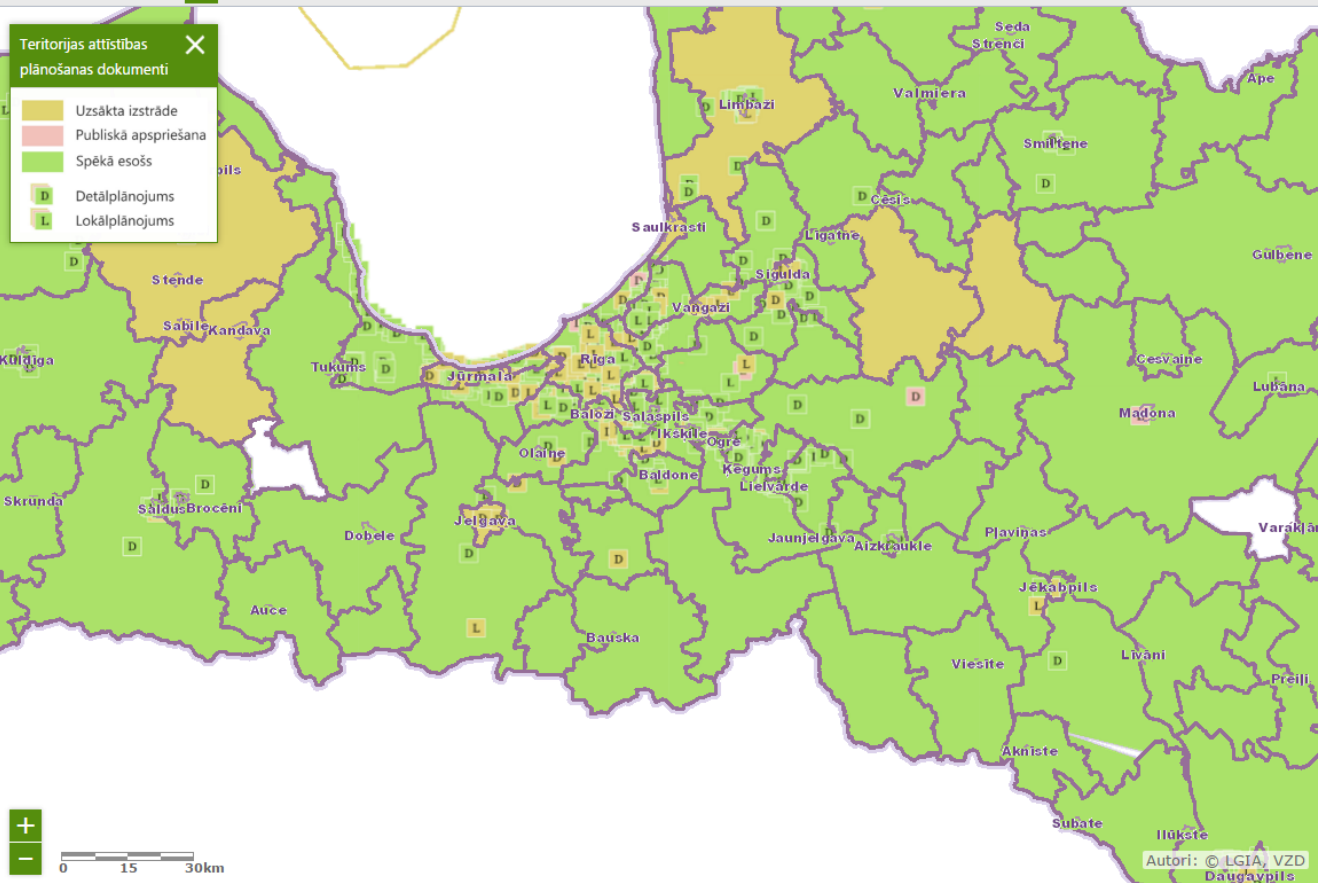 Teritorijas attīstības
plānošanas dokumenti
Uzsākta izstrāde
Publiskā apspriešana
Spēkā esošs
D Detālplānojums
L Lokālplānojums
Seda
Strenči
Ape
Valmiera
Limbaži
Smiltene
pils
Cēsis
Saulkrasti
Līgatne
Gulbene
Sigulda
Stende
Vangaži
Sabile
Kandava
Kuldīga
Rīga
Cesvaine
Tukums
Jūrmala
Lubāna
Baloži
Salaspils
Madona
Ikšķile
Ogre
Olaine
Ķegums
Baldone
Lielvārde
Skrunda
Saldus
Brocēni
Jelgava
Varakļān
Dobele
Jaunjelgava
Aizkraukle
Pļaviņas
Jēkabpils
Auce
Bauska
Viesīte
Līvāni
Preiļi
Aknīste
Subate
Ilūkste
Daugavpils
+
−
0 15 30km
Autori: © LGIA, VZD